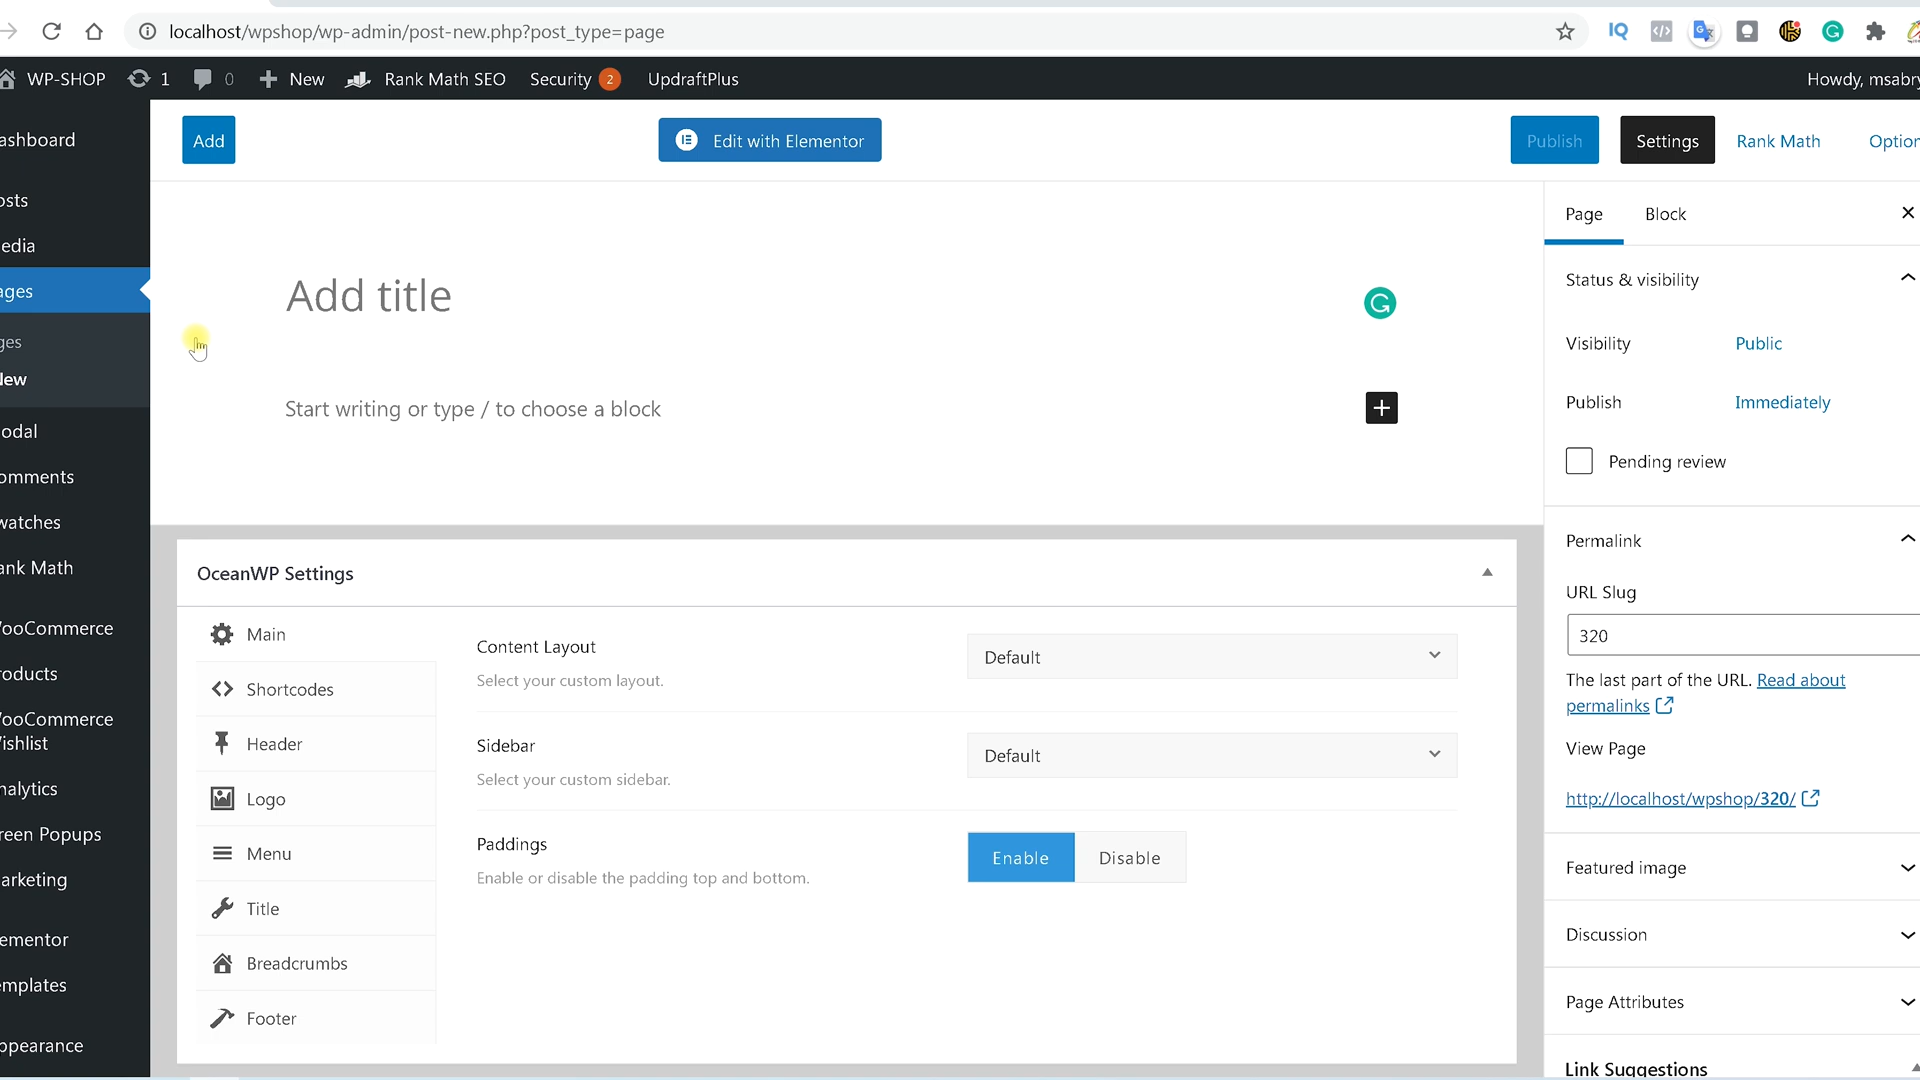 localhost/wpshop/wp-admin/post-new.php?post_type=page
IQ
WP-SHOP 1 0 New Rank Math SEO Security 2 UpdraftPlus
Howdy, msabry
Add
Edit with Elementor
Publish
Settings
Rank Math
Option
ashboard
osts
edia
ages
ges
New
odal
omments
watches
ank Math
ooCommerce
roducts
ooCommerce
ishlist
nalytics
reen Popups
arketing
ementor
emplates
ppearance
Add title
Start writing or type / to choose a block
OceanWP Settings
Main
Shortcodes
Header
Logo
Menu
Title
Breadcrumbs
Footer
Content Layout
Select your custom layout.
Default
Sidebar
Select your custom sidebar.
Default
Paddings
Enable or disable the padding top and bottom.
Enable
Disable
Page
Block
Status & visibility
Visibility
Public
Publish
Immediately
Pending review
Permalink
URL Slug
320
The last part of the URL. Read about
permalinks
View Page
http://localhost/wpshop/320/
Featured image
Discussion
Page Attributes
Link Suggestions